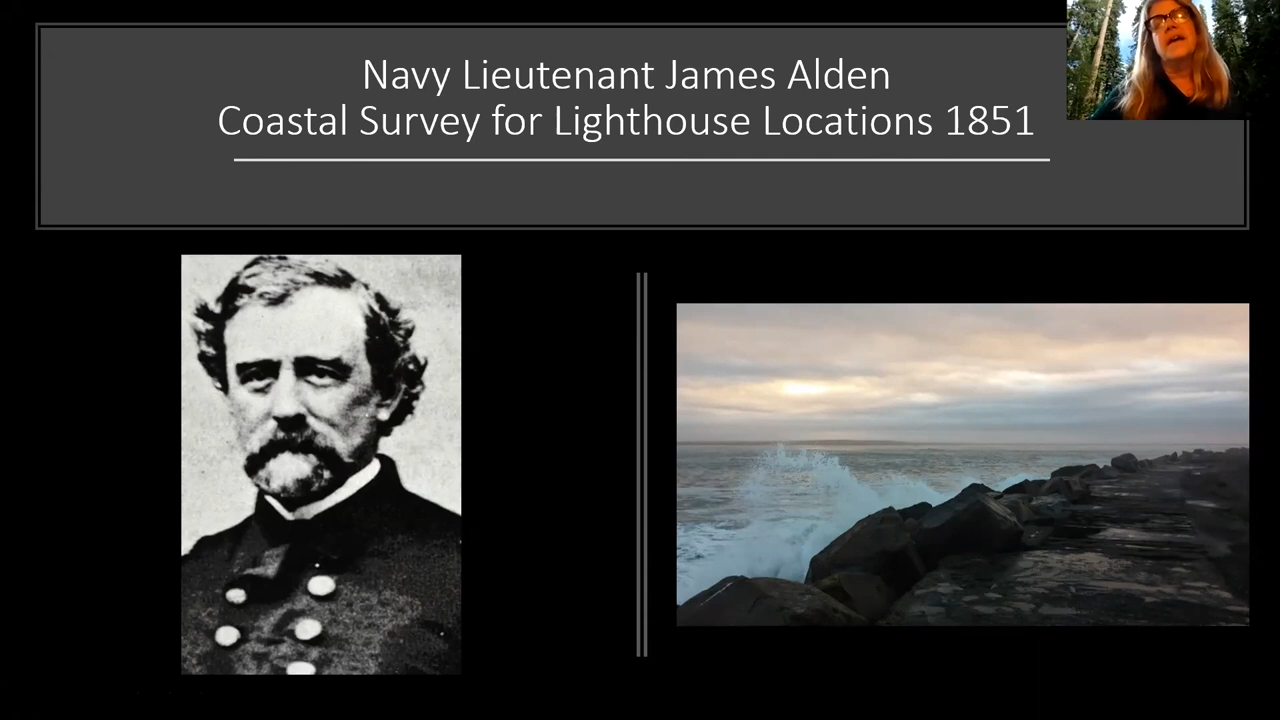 Navy Lieutenant James Alden
Coastal Survey for Lighthouse Locations 1851